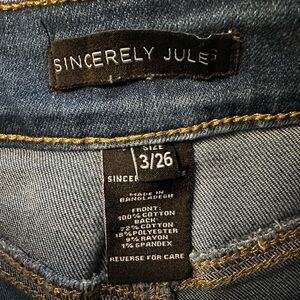 SINCERELY JULES
SIZE
3/26
SINCER
MADE IN
BANGLADESH
FRONT:
100% COTTON
BACK:
72% COTTON
18% POLYESTER
9% RAYON
1% SPANDEX
REVERSE FOR CARE